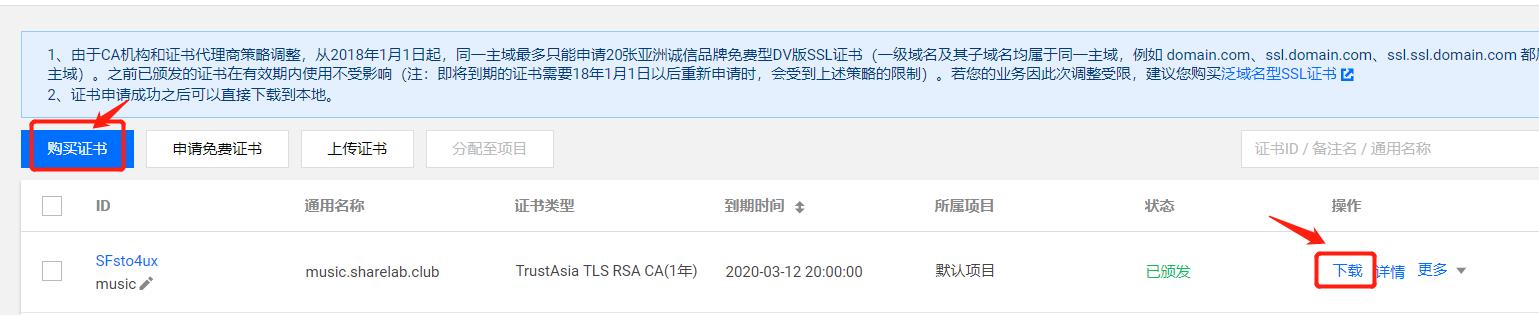 1、由于CA机构和证书代理商策略调整，从2018年1月1日起，同一主域最多只能申请20张亚洲诚信品牌免费型DV版SSL证书（一级域名及其子域名均属于同一主域，例如 domain.com、ssl.domain.com、ssl.ssl.domain.com 都
主域）。之前已颁发的证书在有效期内使用不受影响（注：即将到期的证书需要18年1月1日以后重新申请时，会受到上述策略的限制）。若您的业务因此次调整受限，建议您购买泛域名型SSL证书
2、证书申请成功之后可以直接下载到本地。
购买证书 申请免费证书 上传证书 分配至项目 证书ID / 备注名 / 通用名称
ID 通用名称 证书类型 到期时间 所属项目 状态 操作
SFsto4ux
music music.sharelab.club TrustAsia TLS RSA CA(1年) 2020-03-12 20:00:00 默认项目 已颁发 下载 详情 更多